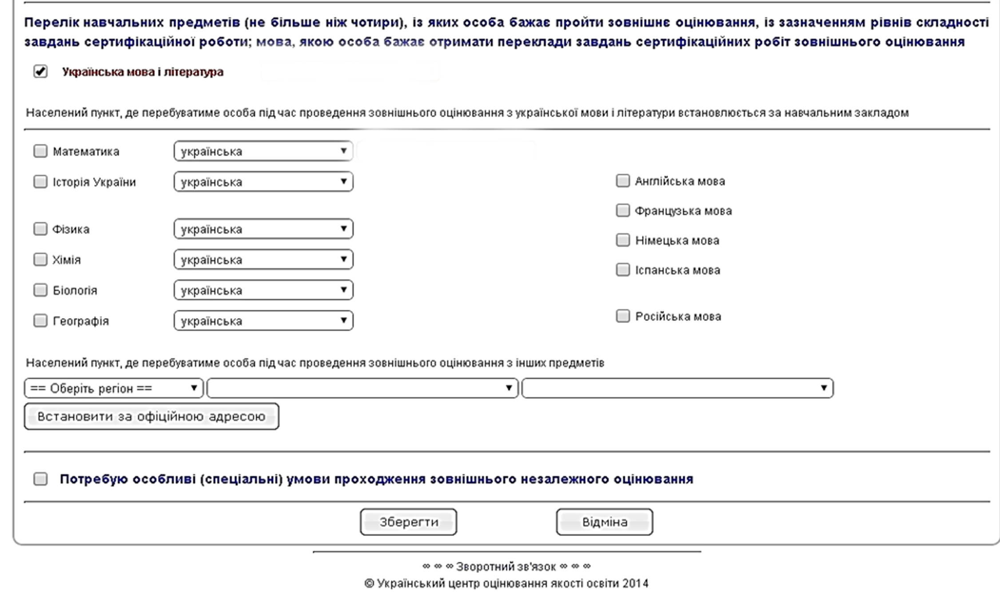 Перелік навчальних предметів (не більше ніж чотири), із яких особа бажає пройти зовнішнє оцінювання, із зазначенням рівнів складності
завдань сертифікаційної роботи; мова, якою особа бажає отримати переклади завдань сертифікаційних робіт зовнішнього оцінювання
Українська мова і література
Населений пункт, де перебуватиме особа під час проведення зовнішнього оцінювання з української мови і літератури встановлюється за навчальним закладом
Математика українська
Історія України українська
Фізика українська
Хімія українська
Біологія українська
Географія українська
Англійська мова
Французька мова
Німецька мова
Іспанська мова
Російська мова
Населений пункт, де перебуватиме особа під час проведення зовнішнього оцінювання з інших предметів
== Оберіть регіон ==
Встановити за офіційною адресою
Потребую особливі (спеціальні) умови проходження зовнішнього незалежного оцінювання
Зберегти Відміна
∞ ∞ ∞ Зворотний зв'язок ∞ ∞ ∞
© Український центр оцінювання якості освіти 2014